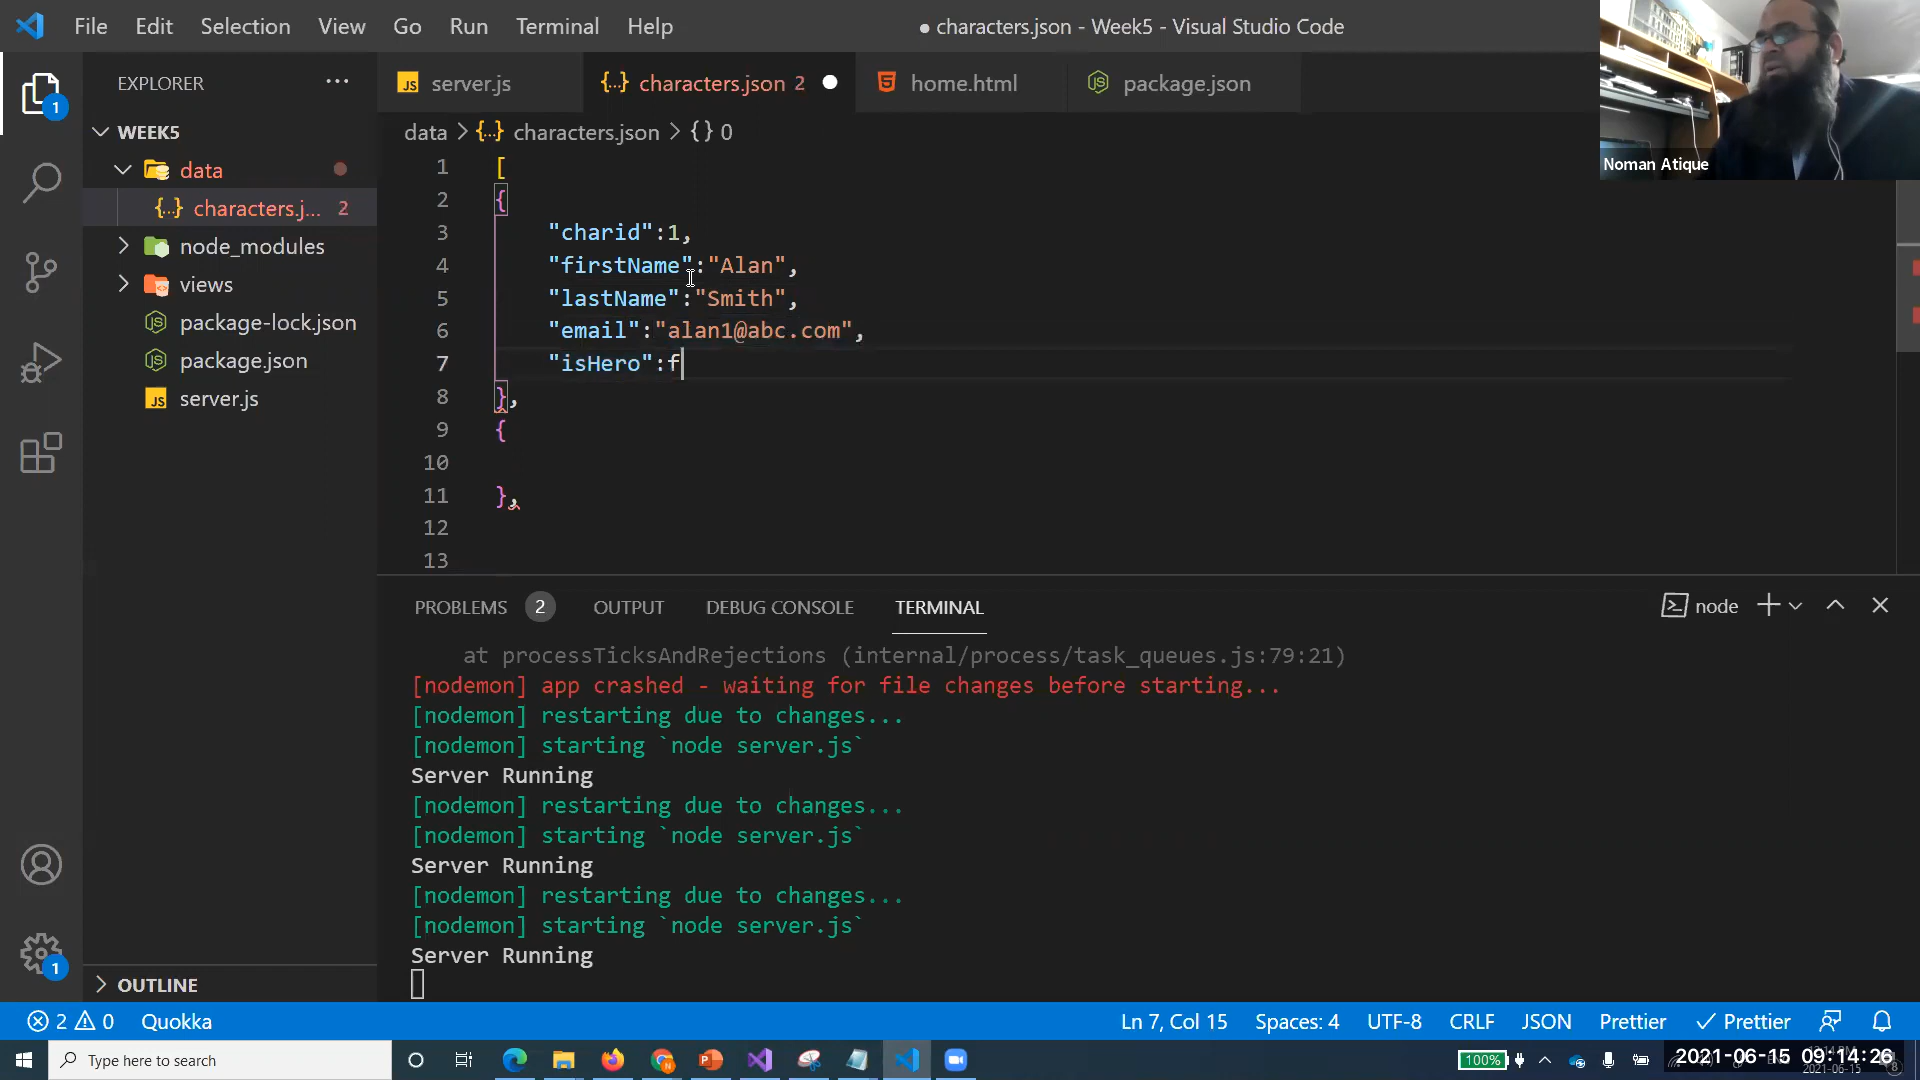 File Edit Selection View Go Run Terminal Help
● characters.json - Week5 - Visual Studio Code
Noman Atique
EXPLORER ···
server.js
characters.json 2
home.html
package.json
data > characters.json > {} 0
WEEK5
data
characters.j... 2
node_modules
views
package-lock.json
package.json
server.js
OUTLINE
1 [
2 {
3 "charid":1,
4 "firstName":"Alan",
5 "lastName":"Smith",
6 "email":"alan1@abc.com",
7 "isHero":f
8 },
9 {
10
11 },
12
13
PROBLEMS 2 OUTPUT DEBUG CONSOLE TERMINAL
node
at processTicksAndRejections (internal/process/task_queues.js:79:21)
[nodemon] app crashed - waiting for file changes before starting...
[nodemon] restarting due to changes...
[nodemon] starting `node server.js`
Server Running
[nodemon] restarting due to changes...
[nodemon] starting `node server.js`
Server Running
[nodemon] restarting due to changes...
[nodemon] starting `node server.js`
Server Running
1
1
2 0 Quokka
Ln 7, Col 15 Spaces: 4 UTF-8 CRLF JSON Prettier Prettier
Type here to search
100%
2021-06-15 09:14:26
2021-06-15